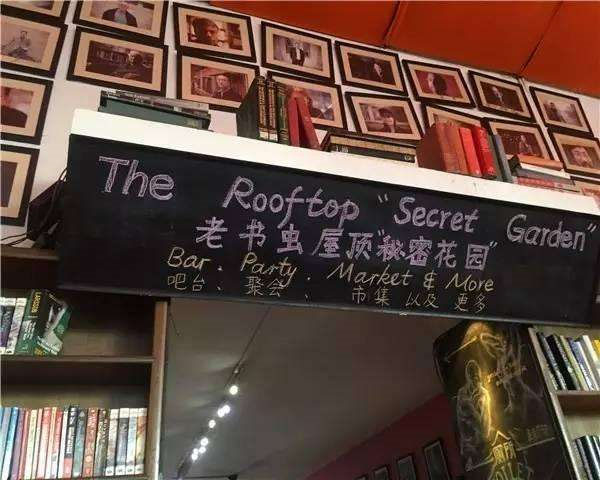 The Rooftop "Secret Garden"
老书虫屋顶"秘密花园"
Bar . Party . Market & More
吧台、聚会、市集以及更多